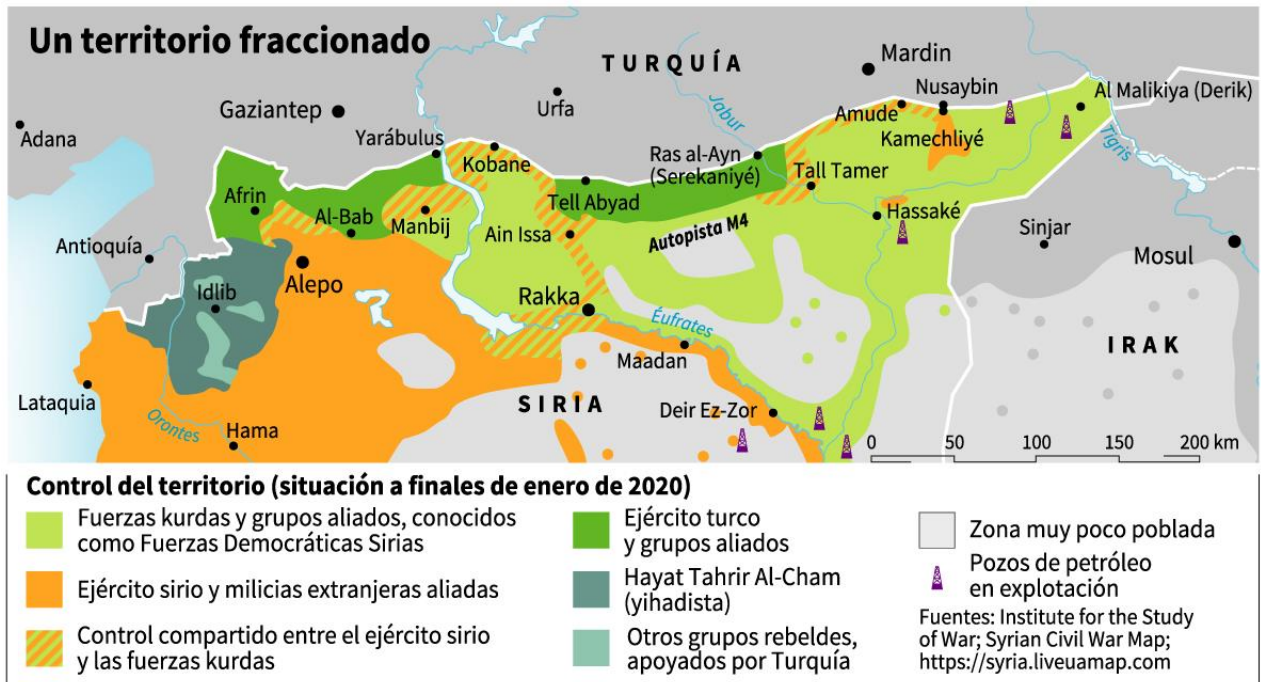 Un territorio fraccionado
TURQUÍA
Mardin
Nusaybin
Al Malikiya (Derik)
Gaziantep
Urfa
Jabur
Amude
Kamechliyé
Tigris
Adana
Yarábulus
Kobane
Ras al-Ayn
(Serekaniyé)
Tall Tamer
Afrin
Al-Bab
Manbij
Tell Abyad
Hassaké
Sinjar
Antioquía
Ain Issa
Autopista M4
Mosul
Alepo
Idlib
Rakka
Éufrates
IRAK
Maadan
Lataquia
SIRIA
Deir Ez-Zor
Orontes
Hama
0 50 100 150 200 km
Control del territorio (situación a finales de enero de 2020)
Fuerzas kurdas y grupos aliados, conocidos
como Fuerzas Democráticas Sirias
Ejército sirio y milicias extranjeras aliadas
Control compartido entre el ejército sirio
y las fuerzas kurdas
Ejército turco
y grupos aliados
Hayat Tahrir Al-Cham
(yihadista)
Otros grupos rebeldes,
apoyados por Turquía
Zona muy poco poblada
Pozos de petróleo
en explotación
Fuentes: Institute for the Study
of War; Syrian Civil War Map;
https://syria.liveuamap.com